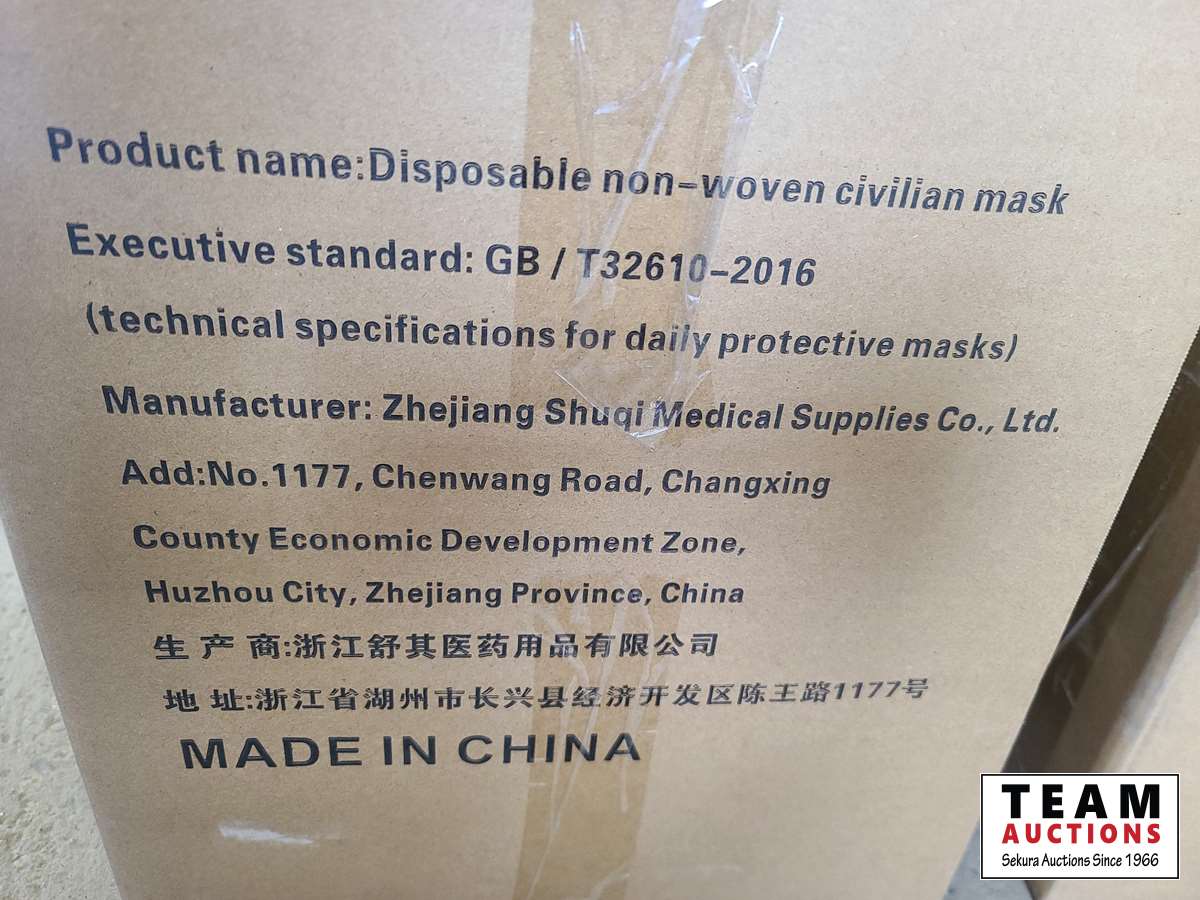 Product name:Disposable non-woven civilian mask
Executive standard: GB / T32610-2016
(technical specifications for daily protective masks)
Manufacturer: Zhejiang Shuqi Medical Supplies Co., Ltd.
Add:No.1177, Chenwang Road, Changxing
County Economic Development Zone,
Huzhou City, Zhejiang Province, China
生 产 商:浙江舒其医药用品有限公司
地 址:浙江省湖州市长兴县经济开发区陈王路1177号
MADE IN CHINA
TEAM
AUCTIONS
Sekura Auctions Since 1966